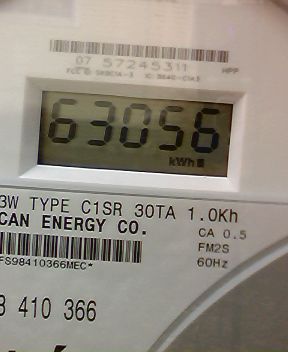 07 57245311
HPP
63056
kWh
3W TYPE C1SR 30TA 1.0Kh
CAN ENERGY CO.
CA 0.5
FM2S
60Hz
FS98410366MEC*
410 366